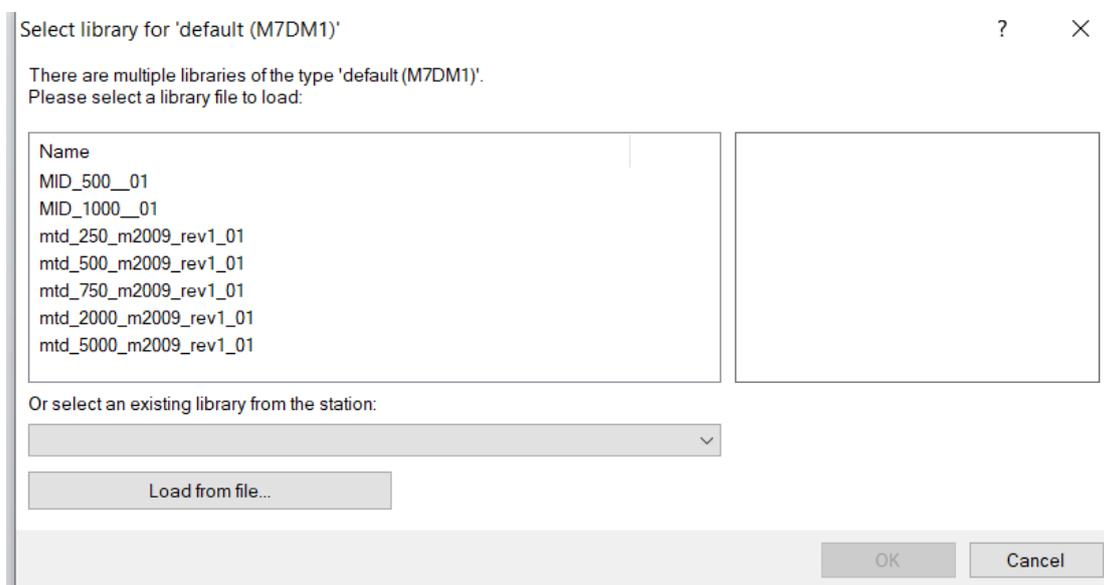 Select library for 'default (M7DM1)'
?
There are multiple libraries of the type 'default (M7DM1)'.
Please select a library file to load:
Name
MID_500__01
MID_1000__01
mtd_250_m2009_rev1_01
mtd_500_m2009_rev1_01
mtd_750_m2009_rev1_01
mtd_2000_m2009_rev1_01
mtd_5000_m2009_rev1_01
Or select an existing library from the station:
Load from file...
OK
Cancel